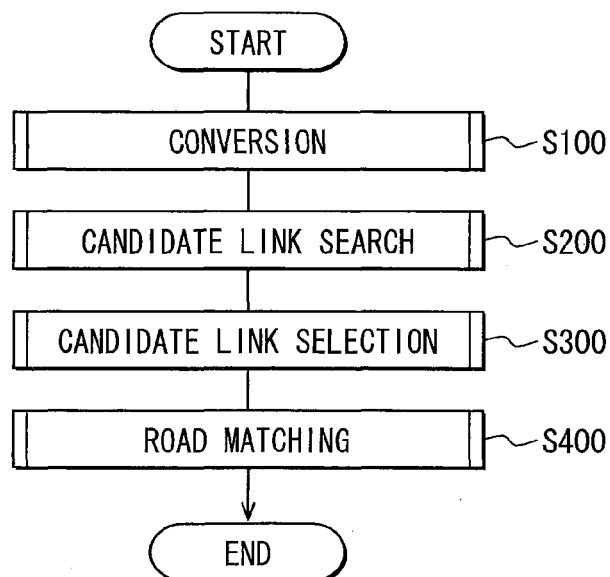 START
CONVERSION S100
CANDIDATE LINK SEARCH S200
CANDIDATE LINK SELECTION S300
ROAD MATCHING S400
END